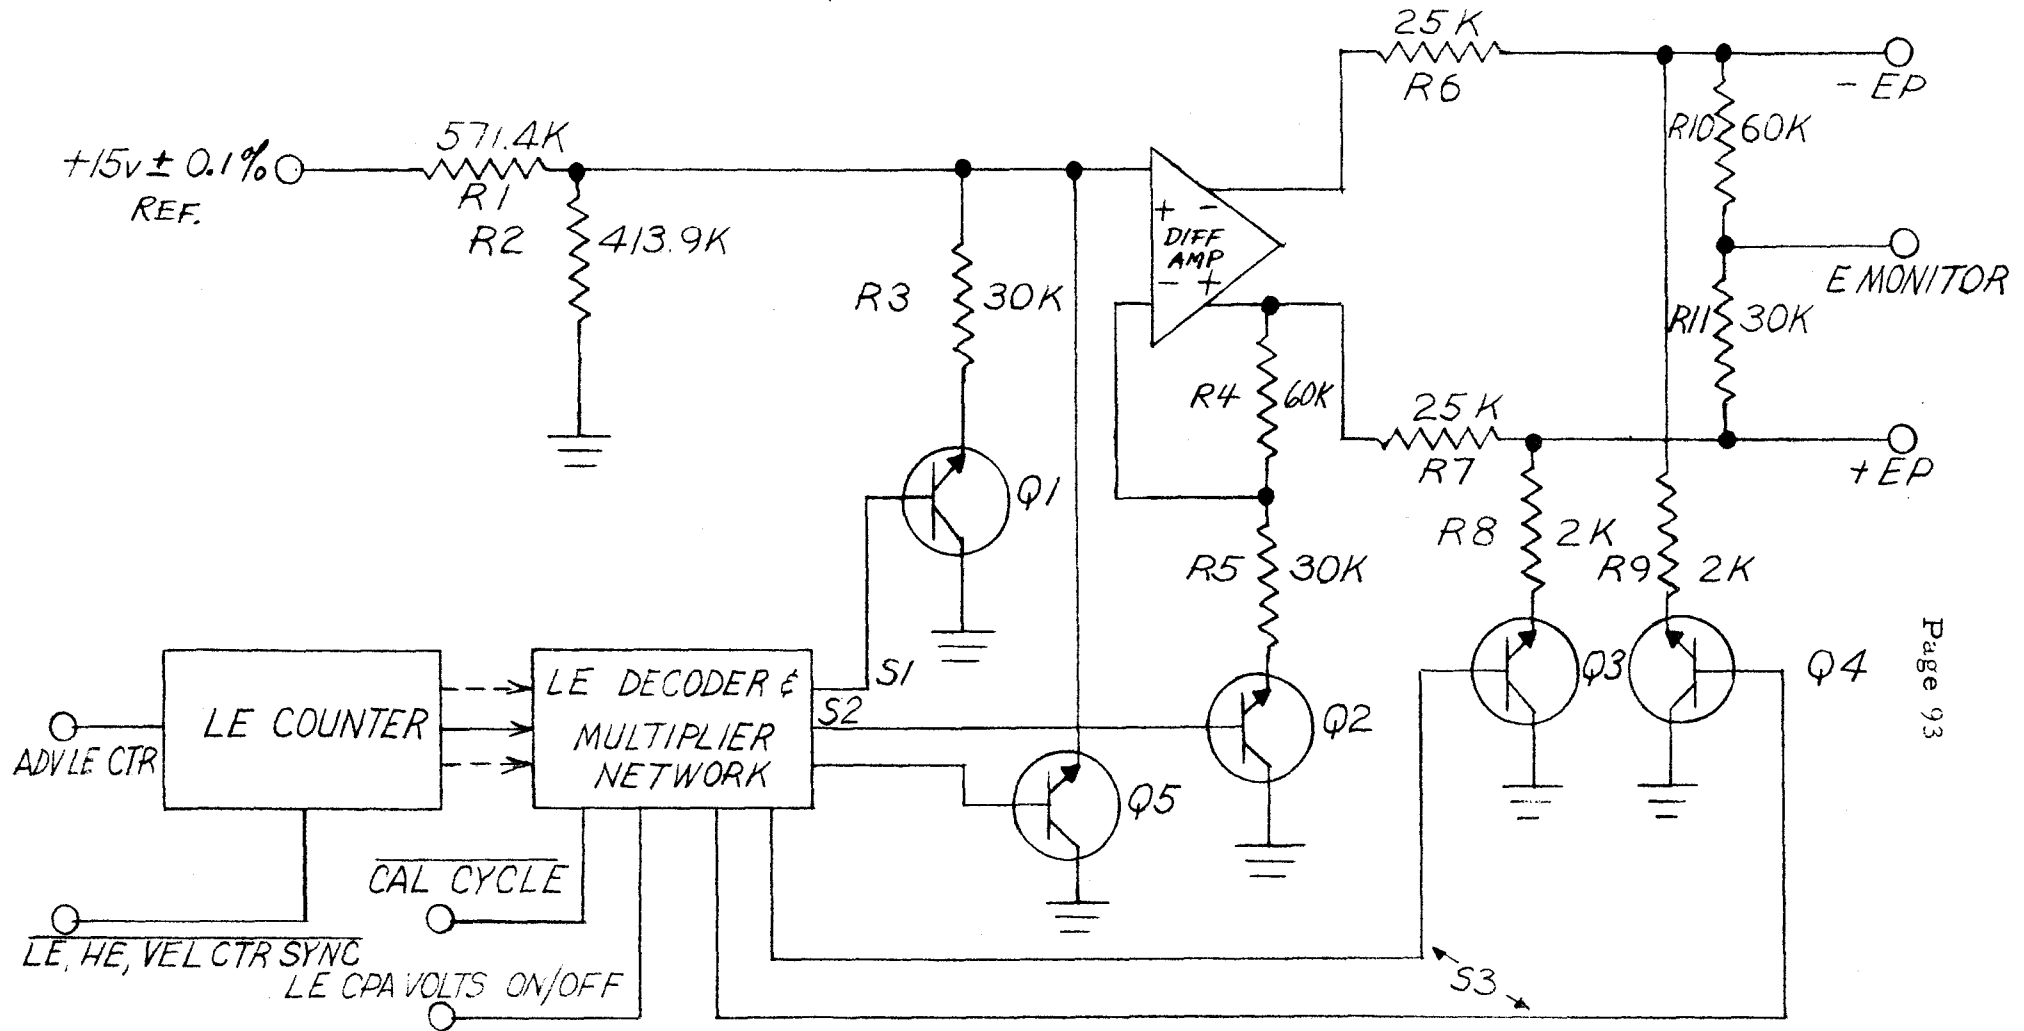 25K
R6
- EP
571.4K
+15v ± 0.1%
REF.
R1
R2
413.9K
R3
30K
+ -
DIFF
AMP
- +
R10
60K
E MONITOR
R11
30K
R4
60K
25K
R7
+ EP
Q1
R5
30K
R8
2K
R9
2K
Page 93
LE COUNTER
ADV LE CTR
LE DECODER &
MULTIPLIER
NETWORK
S1
S2
Q2
Q3
Q4
Q5
CAL CYCLE
LE, HE, VEL CTR SYNC
LE CPA VOLTS ON/OFF
S3